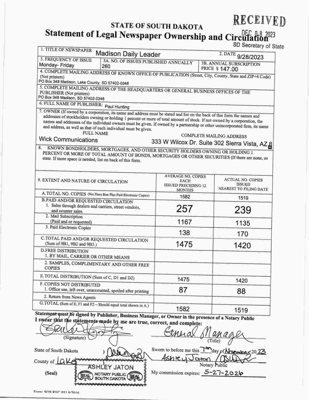 RECEIVED
DEC 08 2023
SD Secretary of State
STATE OF SOUTH DAKOTA
Statement of Legal Newspaper Ownership and Circulation
1. TITLE OF NEWSPAPER Madison Daily Leader 2. DATE 9/28/2023
3. FREQUENCY OF ISSUE Monday- Friday 3A. NO. OF ISSUES PUBLISHED ANNUALLY 260 3B. ANNUAL SUBSCRIPTION PRICE $ 147.00
4. COMPLETE MAILING ADDRESS OF KNOWN OFFICE OF PUBLICATION (Street, City, County, State and ZIP+4 Code) (Not printers)
PO Box 348 Madison, Lake County, SD 57402-0348
5. COMPLETE MAILING ADDRESS OF THE HEADQUARTERS OR GENERAL BUSINESS OFFICES OF THE
PUBLISHER (Not printers)
PO Box 348 Madison, SD 57402-0348
6. FULL NAME OF PUBLISHER Paul Hunting
7. OWNER (If owned by a corporation, its name and address must be stated and list on the back of this form the names and
addresses of stockholders owning or holding 1 percent or more of total amount of stock. If not owned by a corporation, the
names and addresses of the individual owners must be given. If owned by a partnership or other unincorporated firm, its name
and address, as well as that of each individual must be given.
FULL NAME COMPLETE MAILING ADDRESS
Wick Communications 333 W Wilcox Dr. Suite 302 Sierra Vista, AZ
8. KNOWN BONDHOLDERS, MORTGAGEES, AND OTHER SECURITY HOLDERS OWNING OR HOLDING 1
PERCENT OR MORE OF TOTAL AMOUNT OF BONDS, MORTGAGES OR OTHER SECURITIES (If there are none, so
state. If more space is needed, list on back of this form.
9. EXTENT AND NATURE OF CIRCULATION
AVERAGE NO. COPIES EACH ISSUED PRECEDING 12 MONTHS
ACTUAL NO. COPIES ISSUED NEAREST TO FILING DATE
A. TOTAL NO. COPIES (Net Press Run Plus Paid Electronic Copies) 1582 1519
B. PAID AND/OR REQUESTED CIRCULATION
1. Sales through dealers and carriers, street vendors, and counter sales 257 239
2. Mail Subscription (Paid and or requested) 1167 1135
3. Paid Electronic Copies 138 170
C. TOTAL PAID AND/OR REQUESTED CIRCULATION (Sum of 9B1, 9B2 and 9B3.) 1475 1420
D. FREE DISTRIBUTION
1. BY MAIL, CARRIER OR OTHER MEANS
2. SAMPLES, COMPLIMENTARY AND OTHER FREE COPIES
E. TOTAL DISTRIBUTION (Sum of C, D1 and D2) 1475 1420
F. COPIES NOT DISTRIBUTED
1. Office use, left over, unaccounted, spoiled after printing 87 88
2. Return from News Agents
G. TOTAL (Sum of E, F1 and F2 – Should equal total shown in A.) 1582 1519
Statement must be signed by Publisher, Business Manager, or Owner in the presence of a Notary Public
I swear that the statements made by me are true, correct, and complete:
General Manager
(Signature) (Title)
State of South Dakota Sworn to before me this 7th day of November 2023
County of Lake Ashley Jaton
Notary Public
(Seal) ASHLEY JATON
NOTARY PUBLIC
SOUTH DAKOTA
SEAL
My commission expires: 5-27-2026